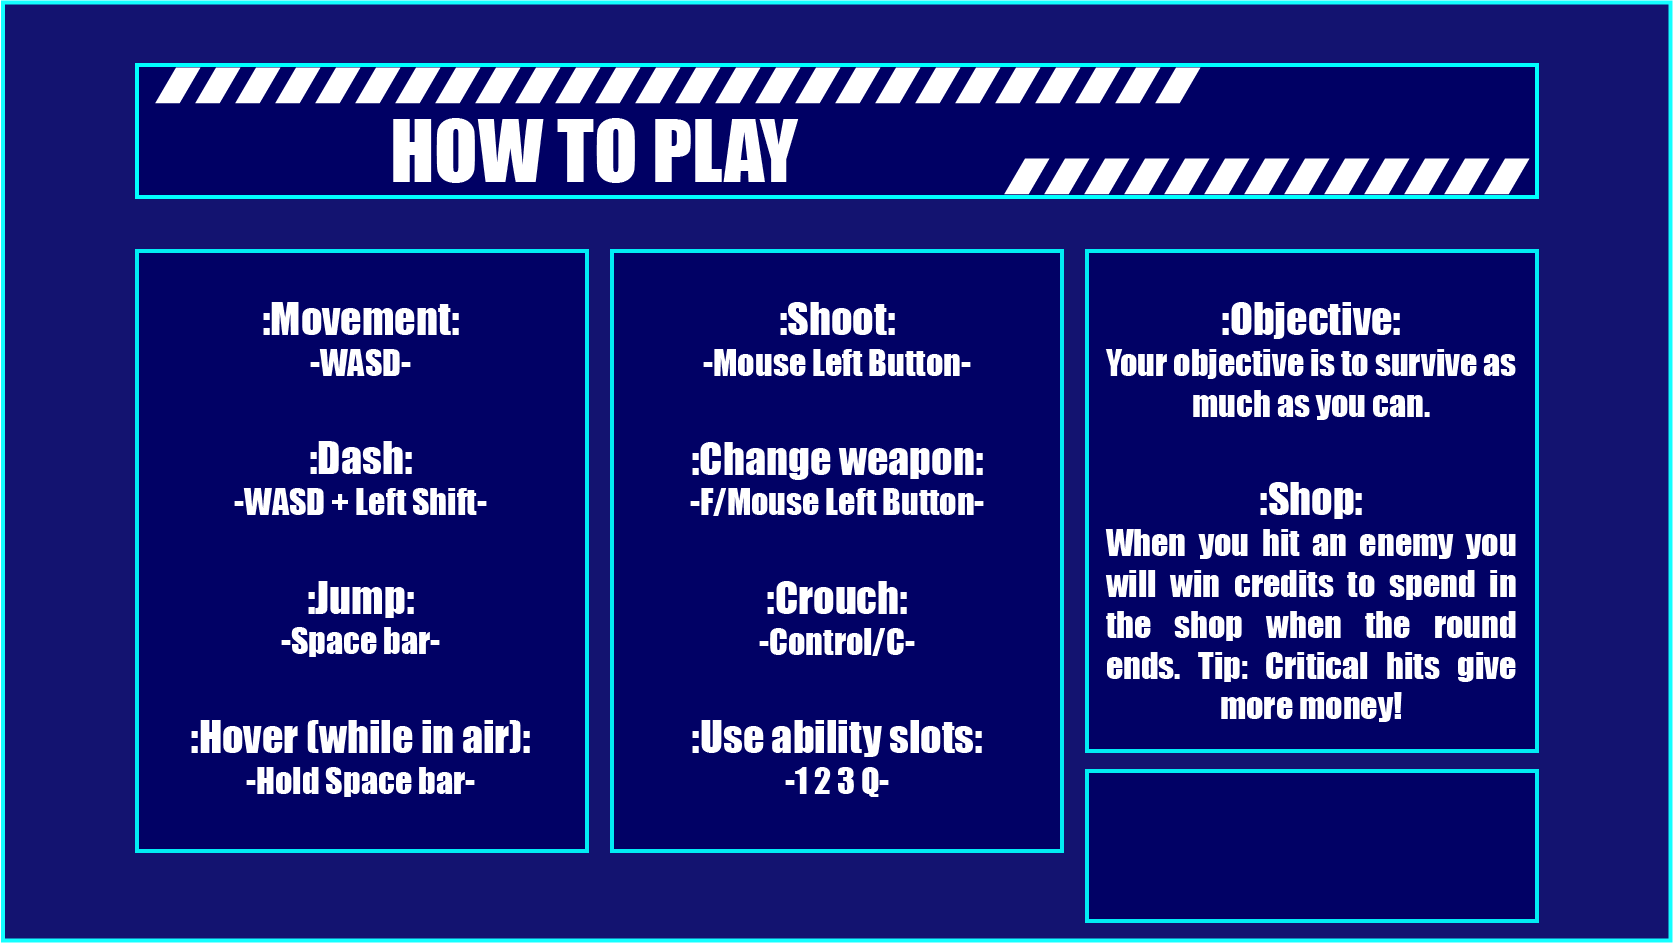 HOW TO PLAY
:Movement:
-WASD-
:Dash:
-WASD + Left Shift-
:Jump:
-Space bar-
:Hover (while in air):
-Hold Space bar-
:Shoot:
-Mouse Left Button-
:Change weapon:
-F/Mouse Left Button-
:Crouch:
-Control/C-
:Use ability slots:
-1 2 3 Q-
:Objective:
Your objective is to survive as
much as you can.
:Shop:
When you hit an enemy you
will win credits to spend in
the shop when the round
ends. Tip: Critical hits give
more money!